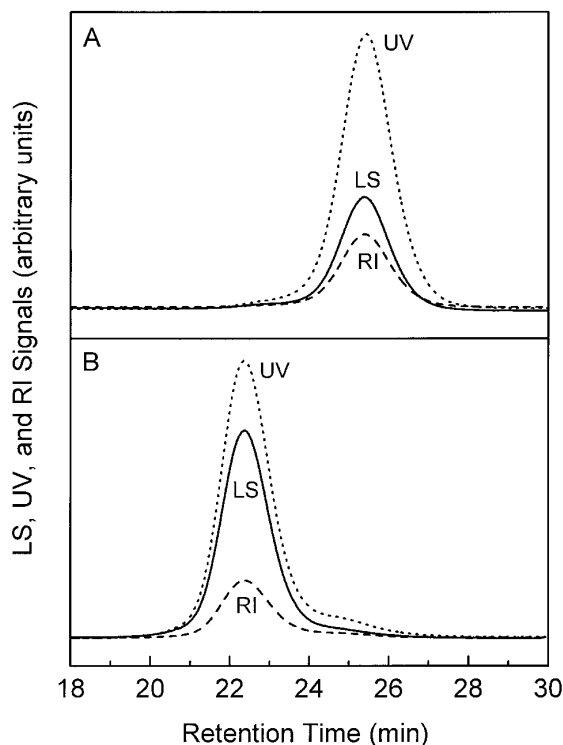 A
UV
LS
RI
B
UV
LS
RI
LS, UV, and RI Signals (arbitrary units)
18 20 22 24 26 28 30
Retention Time (min)